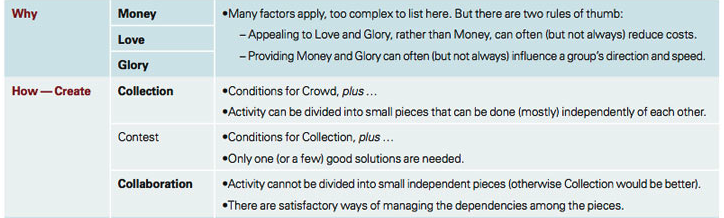 Why
Money
•Many factors apply, too complex to list here. But there are two rules of thumb:
Love
– Appealing to Love and Glory, rather than Money, can often (but not always) reduce costs.
Glory
– Providing Money and Glory can often (but not always) influence a group's direction and speed.
How — Create
Collection
•Conditions for Crowd, plus …
•Activity can be divided into small pieces that can be done (mostly) independently of each other.
Contest
•Conditions for Collection, plus …
•Only one (or a few) good solutions are needed.
Collaboration
•Activity cannot be divided into small independent pieces (otherwise Collection would be better).
•There are satisfactory ways of managing the dependencies among the pieces.